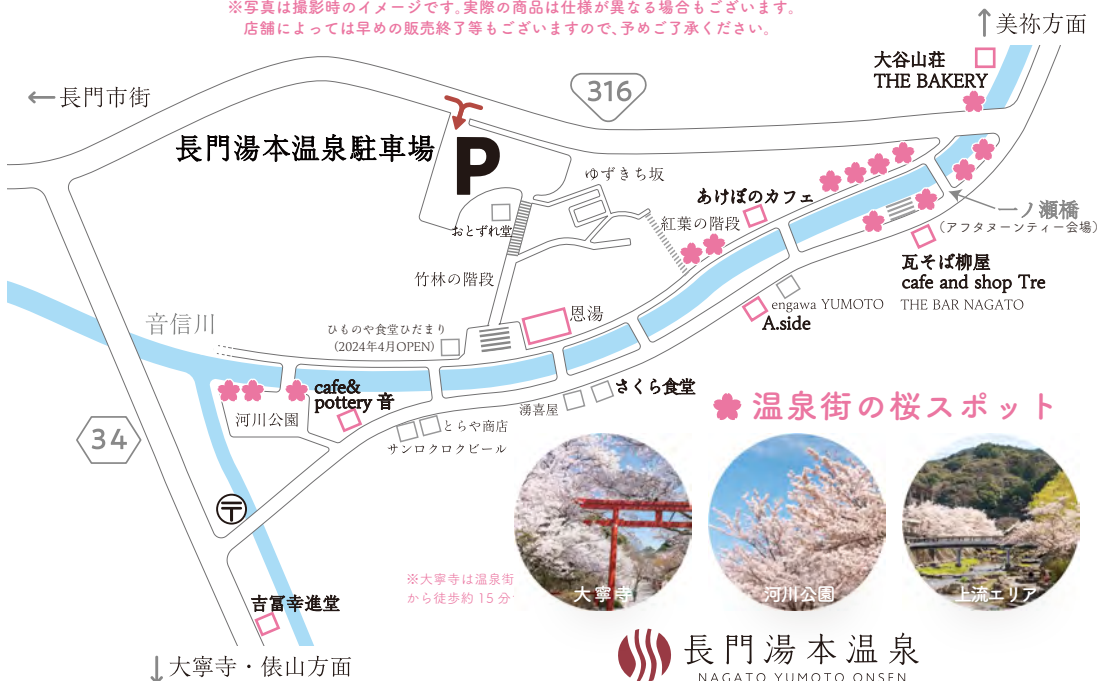 ※写真は撮影時のイメージです。実際の商品は仕様が異なる場合もございます。
店舗によっては早めの販売終了等もございますので、予めご了承ください。
↑美祢方面
大谷山荘
THE BAKERY
←長門市街
316
長門湯本温泉駐車場
P
ゆずきち坂
あけぼのカフェ
紅葉の階段
おとずれ堂
一ノ瀬橋
(アフタヌーンティー会場)
瓦そば柳屋
cafe and shop Tre
THE BAR NAGATO
竹林の階段
engawa YUMOTO
A.side
恩湯
音信川
ひものや食堂ひだまり
(2024年4月OPEN)
cafe&
pottery 音
さくら食堂
湧喜屋
河川公園
とらや商店
サンロクロクビール
34
温泉街の桜スポット
〒
大寧寺
河川公園
上流エリア
※大寧寺は温泉街
から徒歩約15分
吉冨幸進堂
↓大寧寺・俵山方面
長門湯本温泉
NAGATO YUMOTO ONSEN